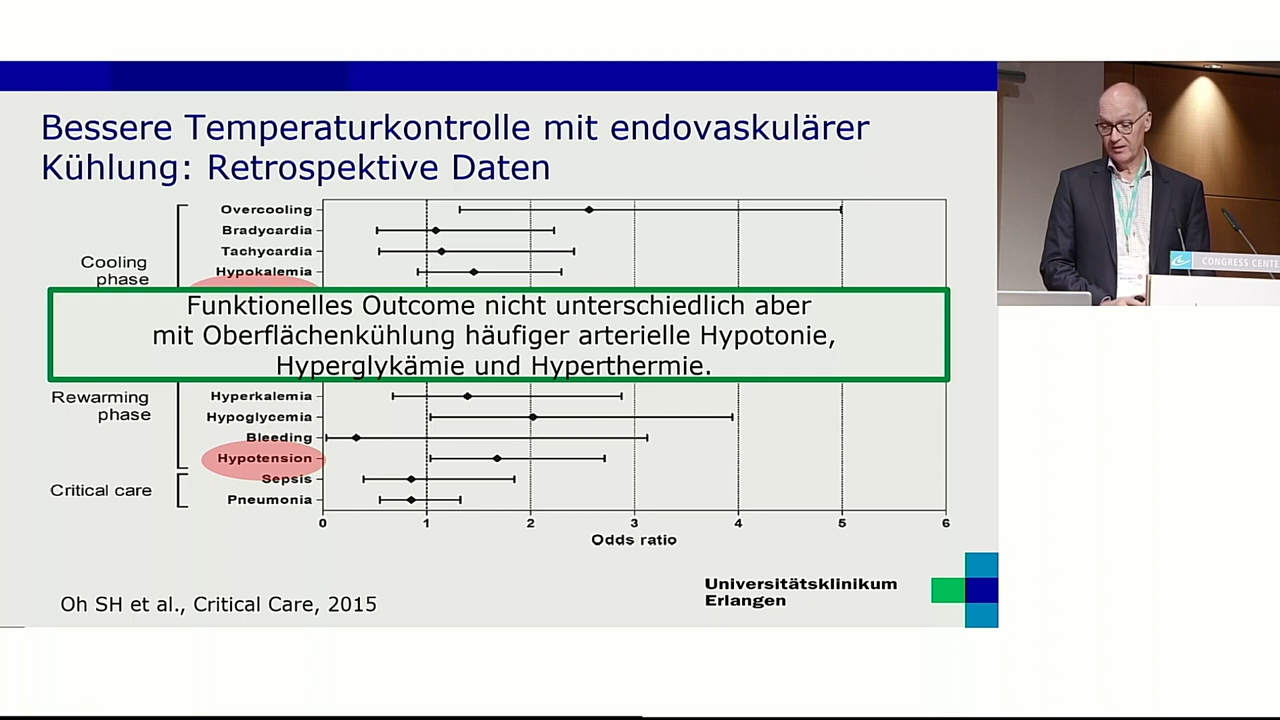 Bessere Temperaturkontrolle mit endovaskulärer
Kühlung: Retrospektive Daten
Overcooling
Bradycardia
Tachycardia
Hypokalemia
Cooling
phase
Funktionelles Outcome nicht unterschiedlich aber
mit Oberflächenkühlung häufiger arterielle Hypotonie,
Hyperglykämie und Hyperthermie.
Rewarming
phase
Hyperkalemia
Hypoglycemia
Bleeding
Hypotension
Critical care
Sepsis
Pneumonia
0 1 2 3 4 5 6
Odds ratio
Oh SH et al., Critical Care, 2015
Universitätsklinikum
Erlangen
CONGRESS CENTE